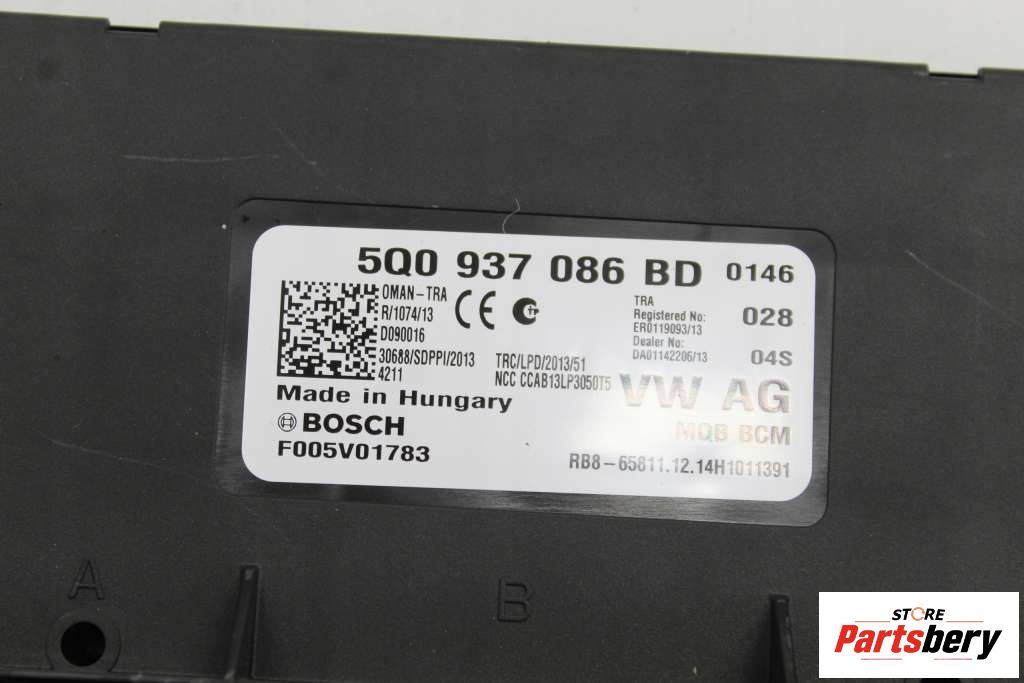 5Q0 937 086 BD 0146
OMAN-TRA
R/1074/13
D090016
30688/SDPPI/2013
4211
CE
TRC/LPD/2013/51
NCC CCAB13LP3050T5
TRA
Registered No:
ER0119093/13
Dealer No:
DA01142206/13
028
04S
VW AG
MQB BCM
Made in Hungary
BOSCH
F005V01783
RB8-65811.12.14H1011391
A
B
STORE
Partsbery